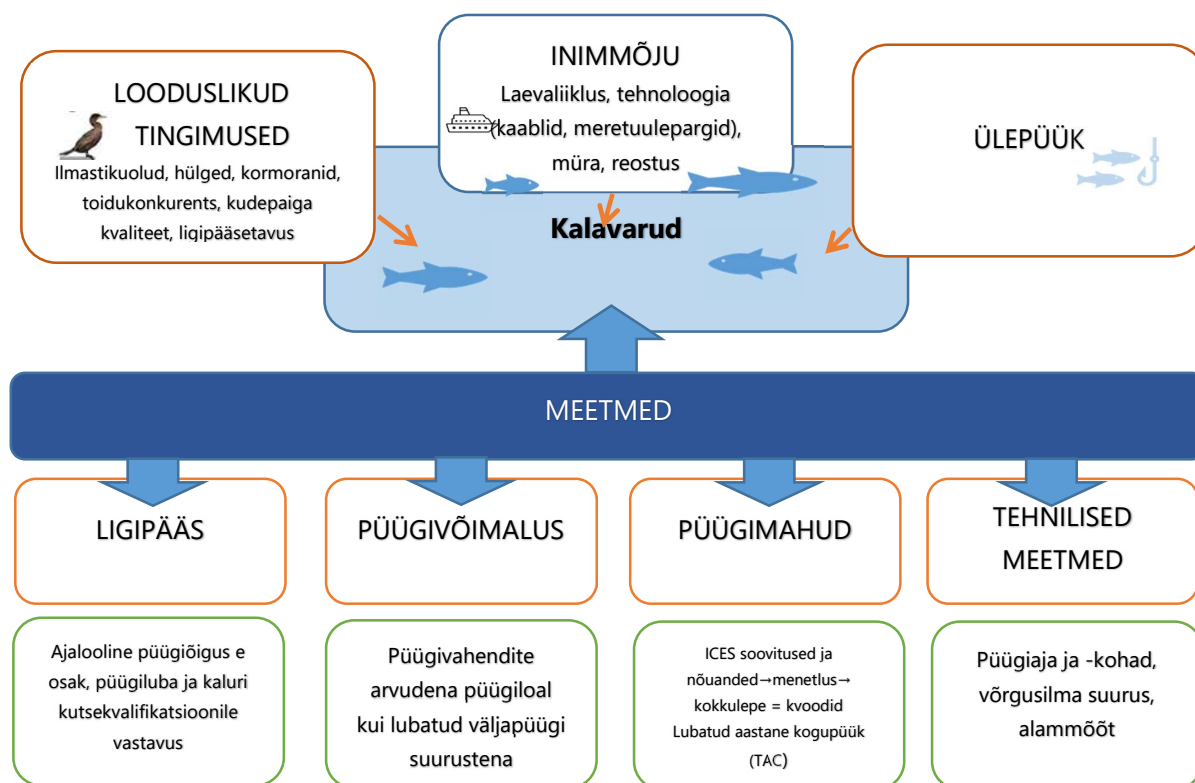 LOODUSLIKUD
TINGIMUSED
Ilmastikuolud, hülged, kormoranid,
toidukonkurents, kudepaiga
kvaliteet, ligipääsetavus
INIMMÕJU
Laevaliiklus, tehnoloogia
(kaablid, meretuulepargid),
müra, reostus
ÜLEPÜÜK
Kalavarud
MEETMED
LIGIPÄÄS
PÜÜGIVÕIMALUS
PÜÜGIMAHUD
TEHNILISED
MEETMED
Ajalooline püügiõigus e
osak, püügiluba ja kaluri
kutsekvalifikatsioonile
vastavus
Püügivahendite
arvudena püügiloal
kui lubatud väljapüügi
suurustena
ICES soovitused ja
nõuanded→menetlus→
kokkulepe = kvoodid
Lubatud aastane kogupüük
(TAC)
Püügiaja ja -kohad,
võrgusilma suurus,
alammõõt